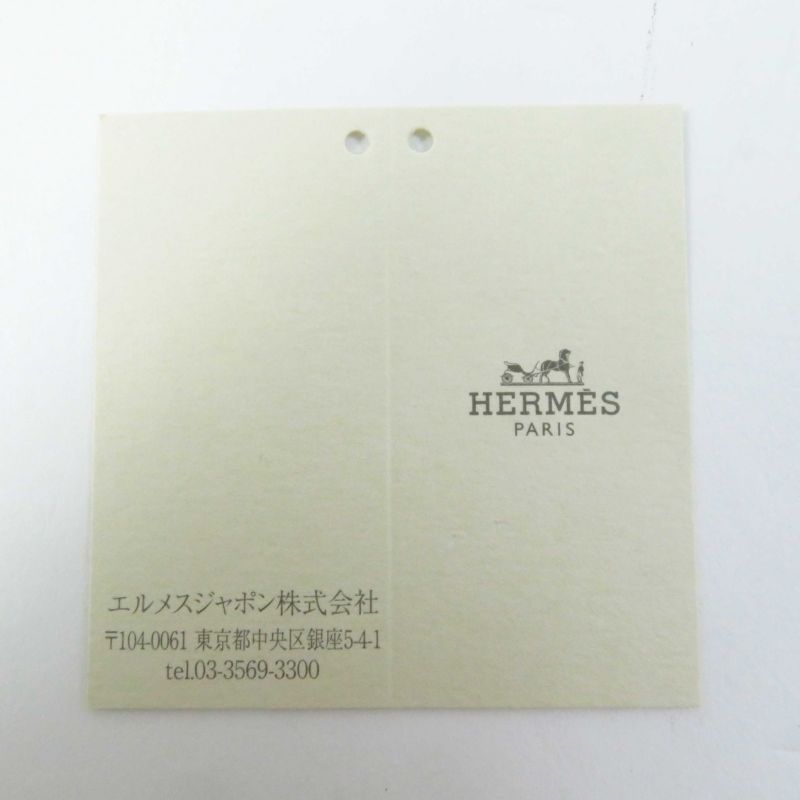 HERMÈS
PARIS
エルメスジャポン株式会社
〒104-0061 東京都中央区銀座5-4-1
tel.03-3569-3300